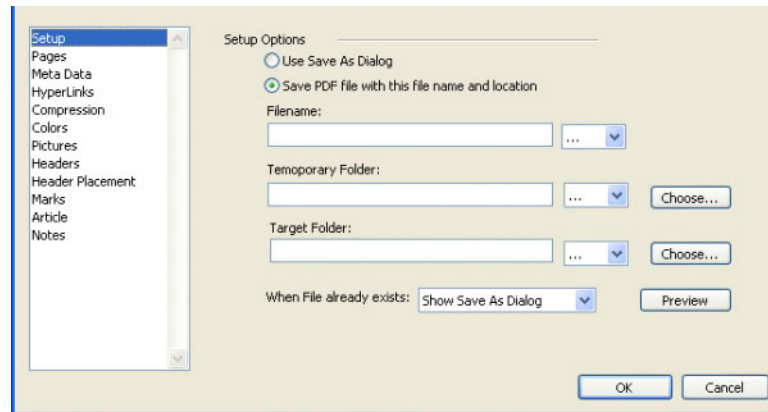 Setup
Pages
Meta Data
HyperLinks
Compression
Colors
Pictures
Headers
Header Placement
Marks
Article
Notes
Setup Options
Use Save As Dialog
Save PDF file with this file name and location
Filename:
...
Temoporary Folder:
... Choose...
Target Folder:
... Choose...
When File already exists: Show Save As Dialog Preview
OK Cancel